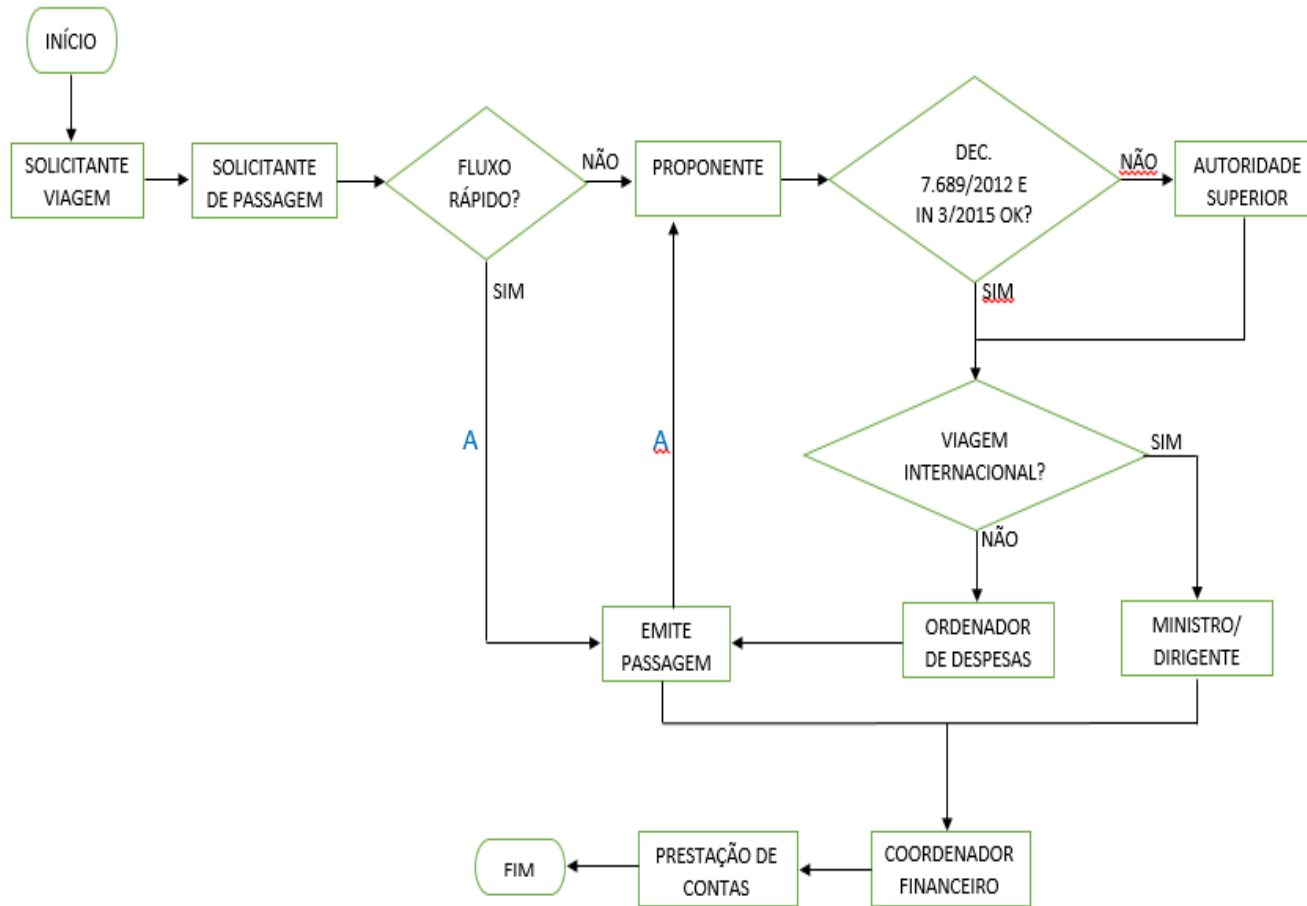 INÍCIO
SOLICITANTE
VIAGEM
SOLICITANTE
DE PASSAGEM
FLUXO
RÁPIDO?
NÃO
PROPONENTE
DEC.
7.689/2012 E
IN 3/2015 OK?
NÃO
AUTORIDADE
SUPERIOR
SIM
SIM
A
A
VIAGEM
INTERNACIONAL?
SIM
NÃO
EMITE
PASSAGEM
ORDENADOR
DE DESPESAS
MINISTRO/
DIRIGENTE
FIM
PRESTAÇÃO DE
CONTAS
COORDENADOR
FINANCEIRO